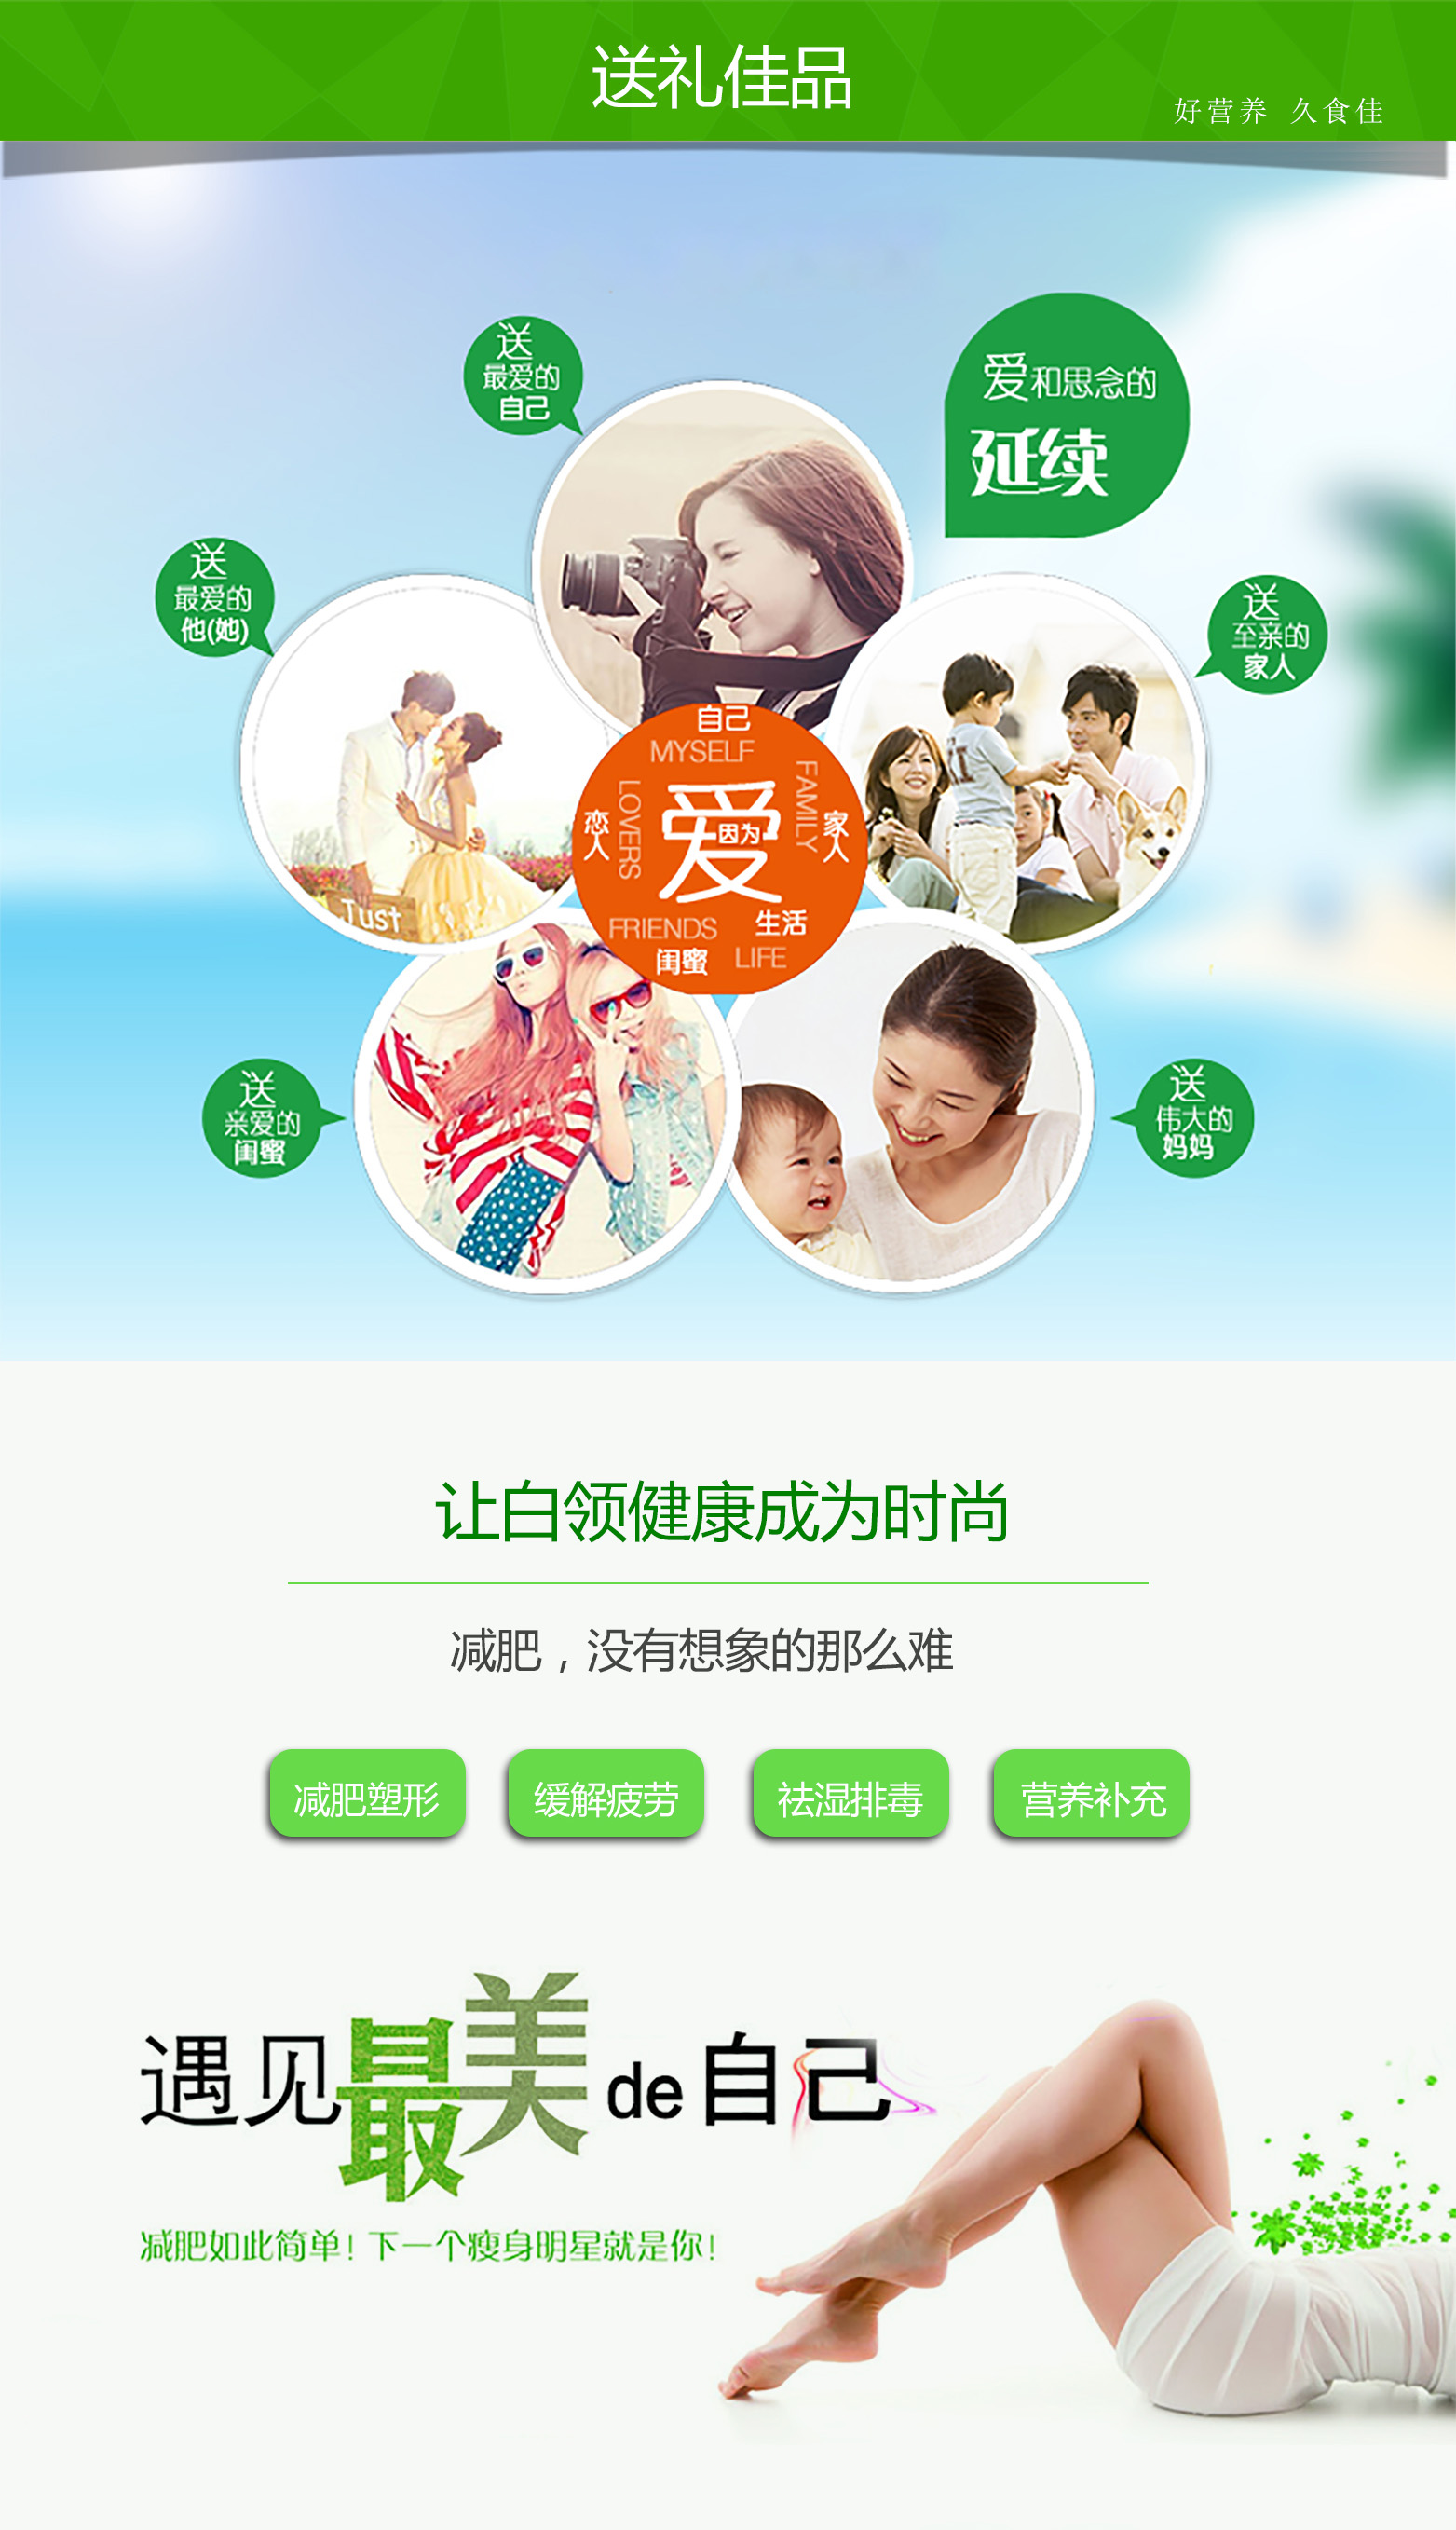 送礼佳品
好营养 久食佳
送
最爱的
自己
爱和思念的
延续
送
最爱的
他(她)
送
至亲的
家人
自己
MYSELF
恋人
LOVERS
爱
因为
FAMILY
家人
FRIENDS
闺蜜
生活
LIFE
Just
送
亲爱的
闺蜜
送
伟大的
妈妈
让白领健康成为时尚
减肥，没有想象的那么难
减肥塑形
缓解疲劳
祛湿排毒
营养补充
遇见最美de自己
减肥如此简单！下一个瘦身明星就是你！